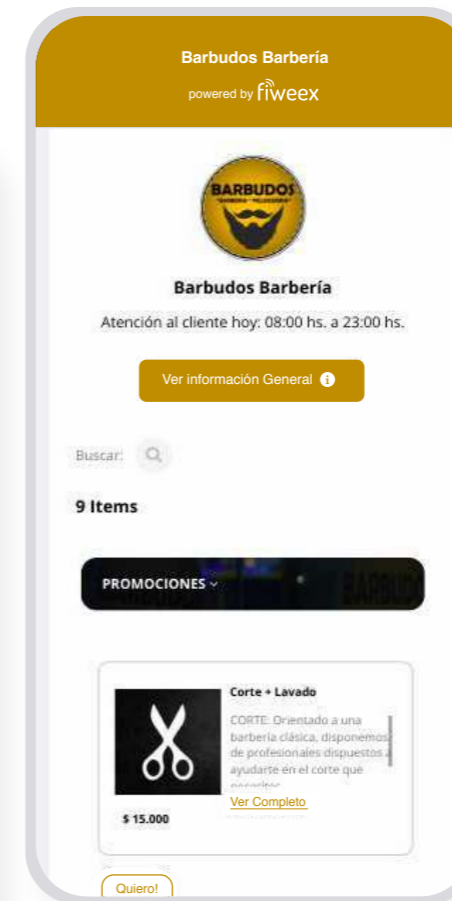 Barbudos Barbería
powered by fiweex
BARBUDOS
Barbudos Barbería
Atención al cliente hoy: 08:00 hs. a 23:00 hs.
Ver información General
Buscar:
9 Items
PROMOCIONES
BARBUDO
Corte + Lavado
CORTE: Orientado a una
barbería clásica, disponemos
de profesionales dispuestos a
ayudarte en el corte que
necesites
Ver Completo
$ 15.000
Quiero!